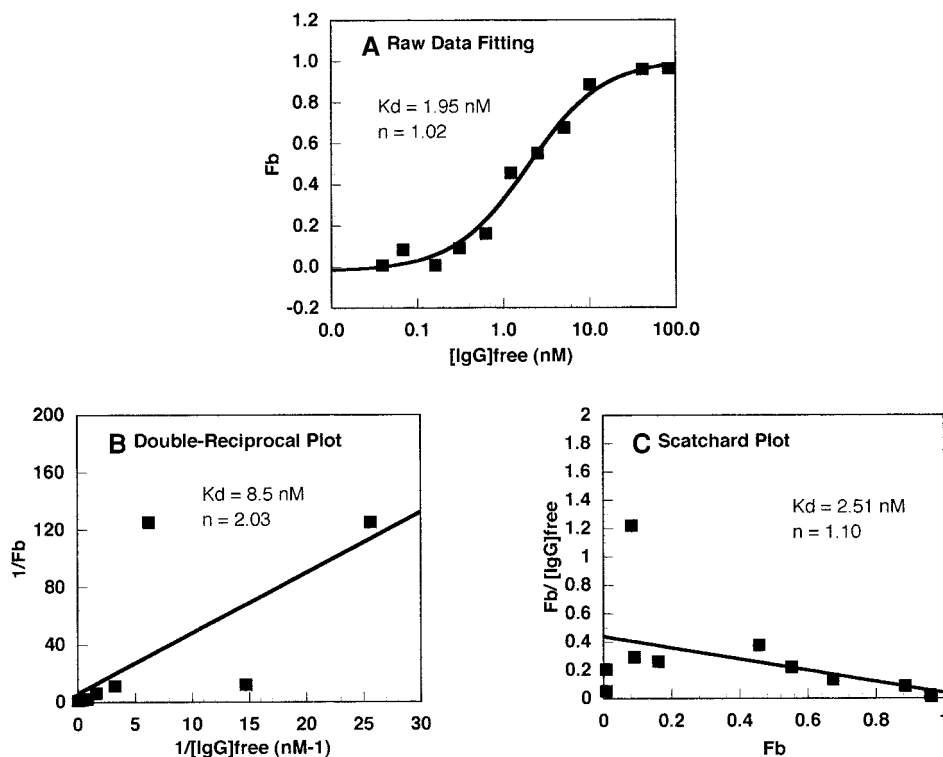 A Raw Data Fitting
Kd = 1.95 nM
n = 1.02
Fb
1.2
1.0
0.8
0.6
0.4
0.2
0.0
-0.2
0.0 0.1 1.0 10.0 100.0
[IgG]free (nM)
B Double-Reciprocal Plot
Kd = 8.5 nM
n = 2.03
1/Fb
200
160
120
80
40
0
0 5 10 15 20 25 30
1/[IgG]free (nM-1)
C Scatchard Plot
Kd = 2.51 nM
n = 1.10
Fb/ [IgG]free
2
1.8
1.6
1.4
1.2
1
0.8
0.6
0.4
0.2
0
0 0.2 0.4 0.6 0.8 1
Fb